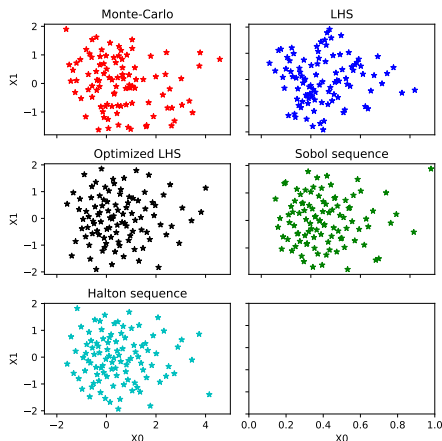 Monte-Carlo
LHS
2
1
0
−1
X1
Optimized LHS
Sobol sequence
2
1
0
−1
−2
X1
Halton sequence
2
1
0
−1
−2
X1
−2 0 2 4
0.0 0.2 0.4 0.6 0.8 1.0
X0
X0